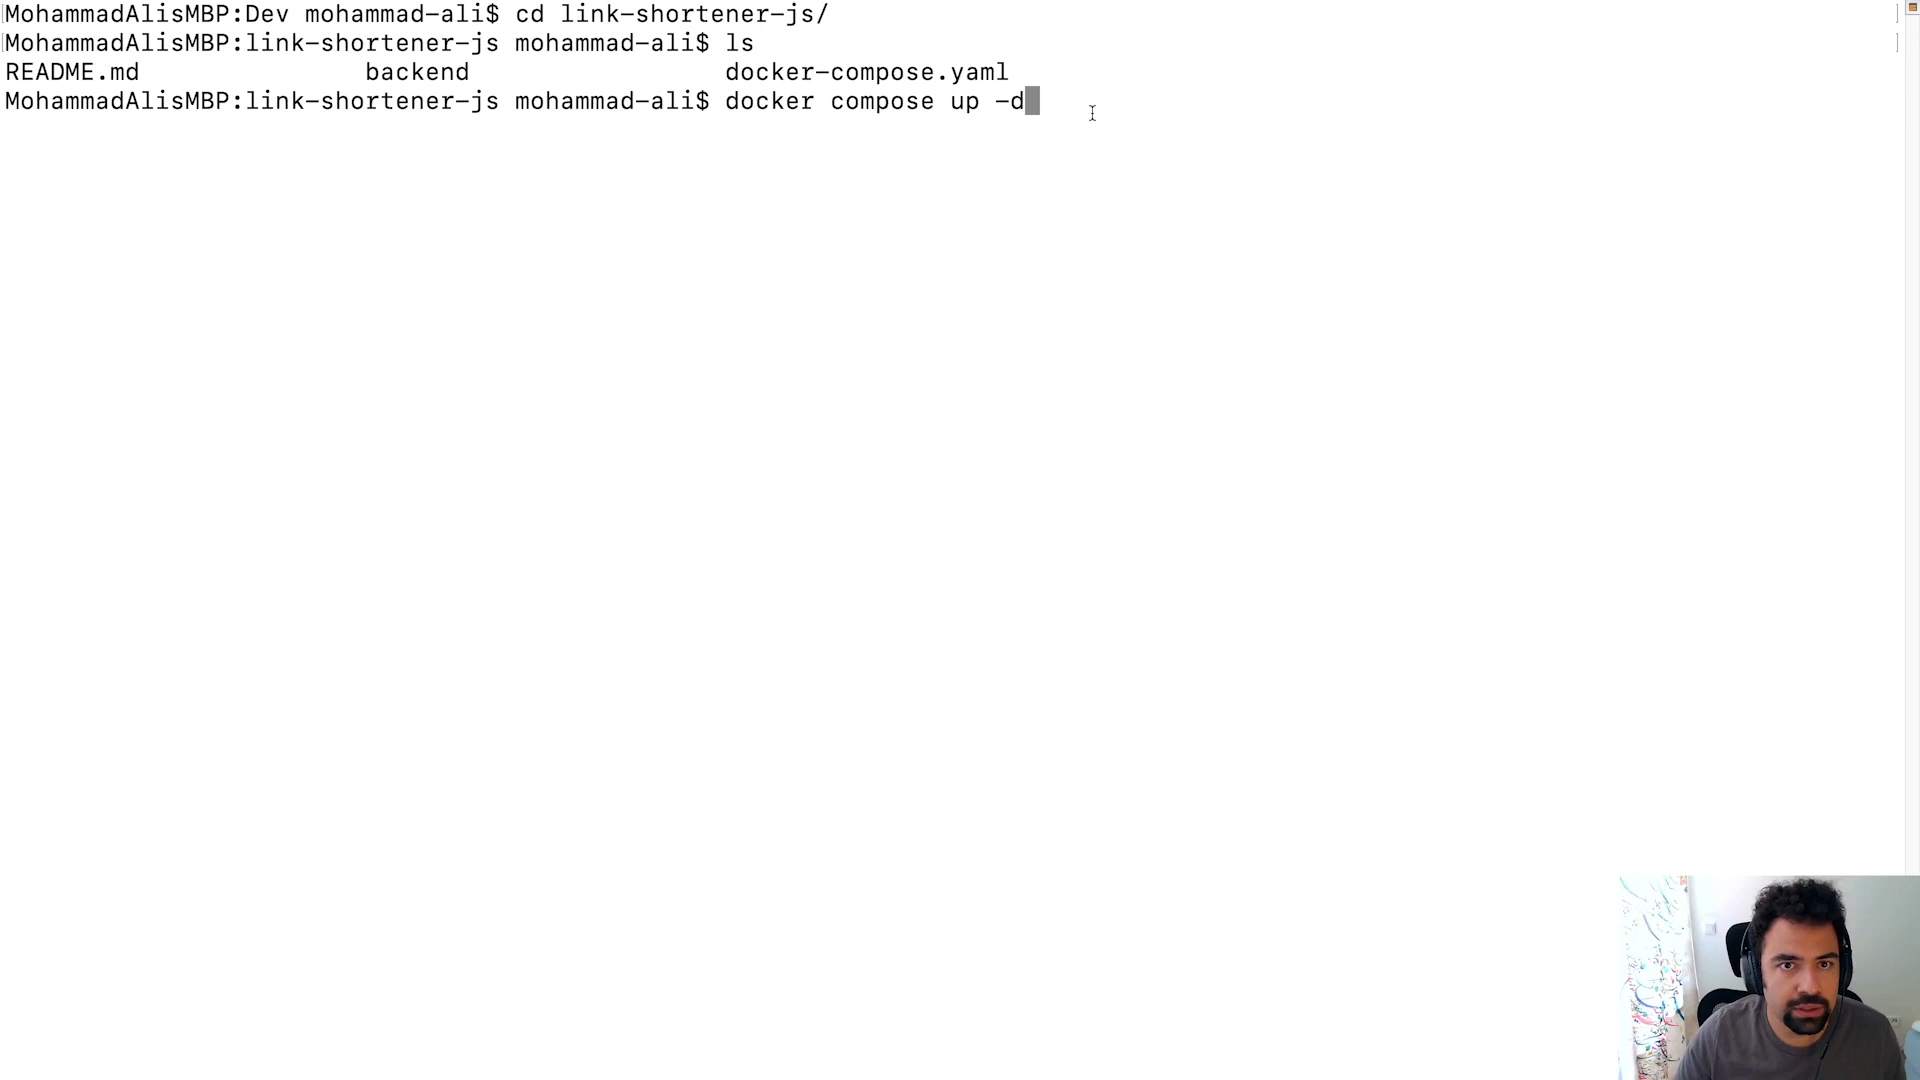 MohammadAlisMBP:Dev mohammad-ali$ cd link-shortener-js/
MohammadAlisMBP:link-shortener-js mohammad-ali$ ls
README.md backend docker-compose.yaml
MohammadAlisMBP:link-shortener-js mohammad-ali$ docker compose up -d